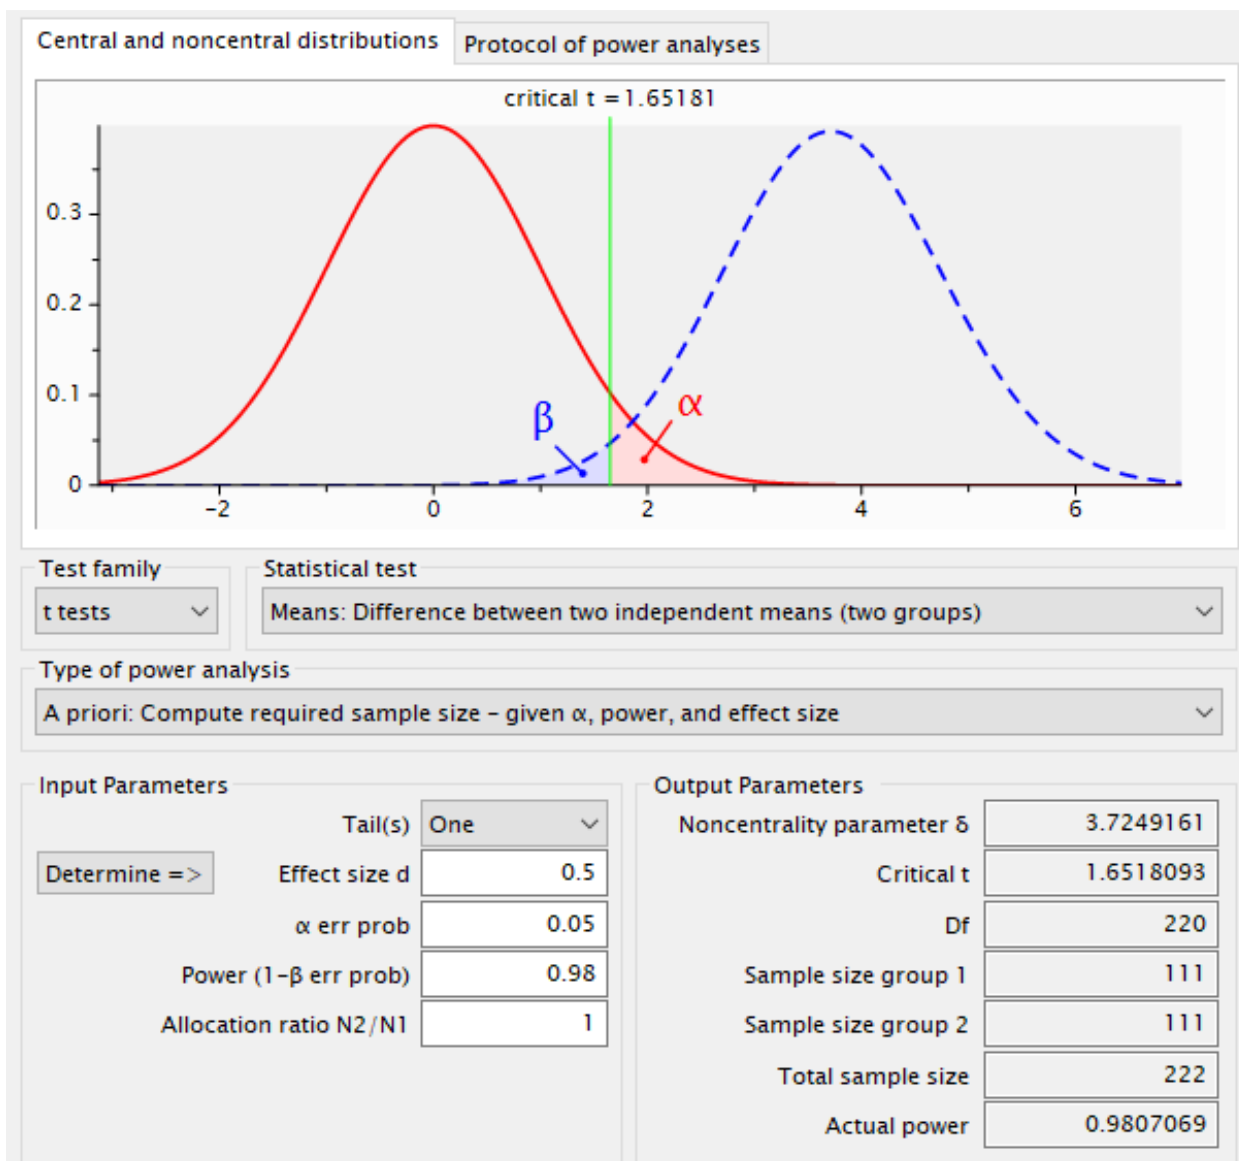 Central and noncentral distributions
Protocol of power analyses
critical t = 1.65181
0.3
0.2
0.1
0
β
α
-2 0 2 4 6
Test family
Statistical test
t tests
Means: Difference between two independent means (two groups)
Type of power analysis
A priori: Compute required sample size – given α, power, and effect size
Input Parameters
Tail(s) One
Determine => Effect size d 0.5
α err prob 0.05
Power (1-β err prob) 0.98
Allocation ratio N2/N1 1
Output Parameters
Noncentrality parameter δ 3.7249161
Critical t 1.6518093
Df 220
Sample size group 1 111
Sample size group 2 111
Total sample size 222
Actual power 0.9807069